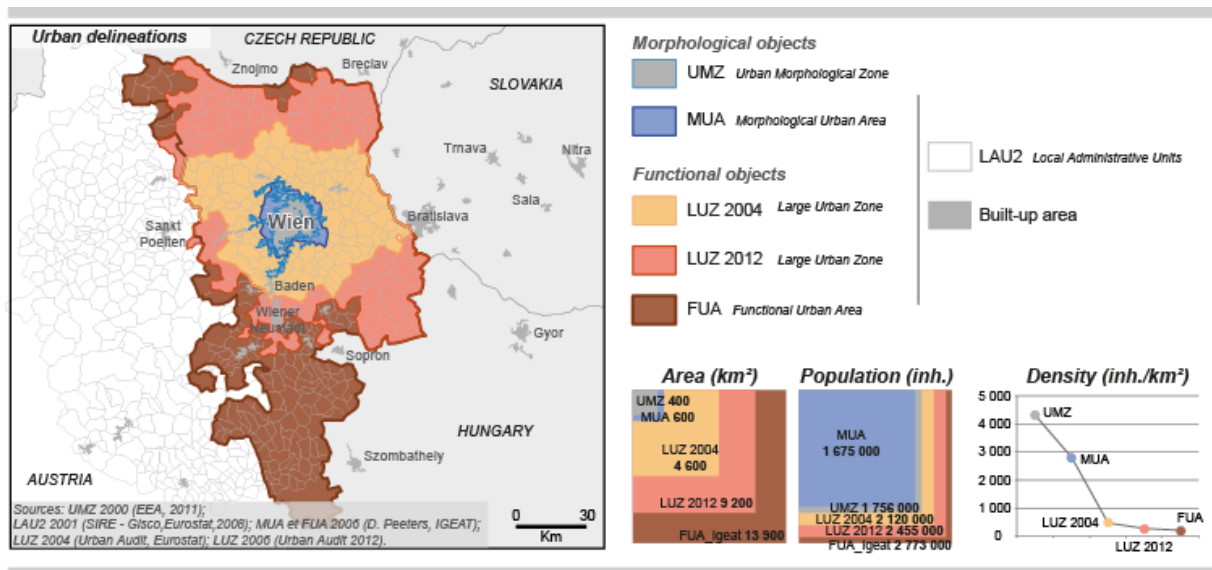 Urban delineations
CZECH REPUBLIC
Znojmo
Breclav
SLOVAKIA
Trnava
Nitra
Sala
Bratislava
Wien
Sankt
Poelten
Baden
Wiener
Neustadt
Gyor
Sopron
HUNGARY
Szombathely
AUSTRIA
Sources: UMZ 2000 (EEA, 2011);
LAU2 2001 (SIRE - Gisco,Eurostat,2008); MUA et FUA 2006 (D. Peeters, IGEAT);
LUZ 2004 (Urban Audit, Eurostat); LUZ 2006 (Urban Audit 2012).
0 30
Km
Morphological objects
UMZ Urban Morphological Zone
MUA Morphological Urban Area
Functional objects
LUZ 2004 Large Urban Zone
LUZ 2012 Large Urban Zone
FUA Functional Urban Area
LAU2 Local Administrative Units
Built-up area
Area (km²)
UMZ 400
MUA 600
LUZ 2004
4 600
LUZ 2012 9 200
FUA_Igeat 13 900
Population (inh.)
MUA
1 675 000
UMZ 1 756 000
LUZ 2004 2 120 000
LUZ 2012 2 455 000
FUA_Igeat 2 773 000
Density (inh./km²)
5 000
4 000
3 000
2 000
1 000
0
UMZ
MUA
LUZ 2004
LUZ 2012
FUA